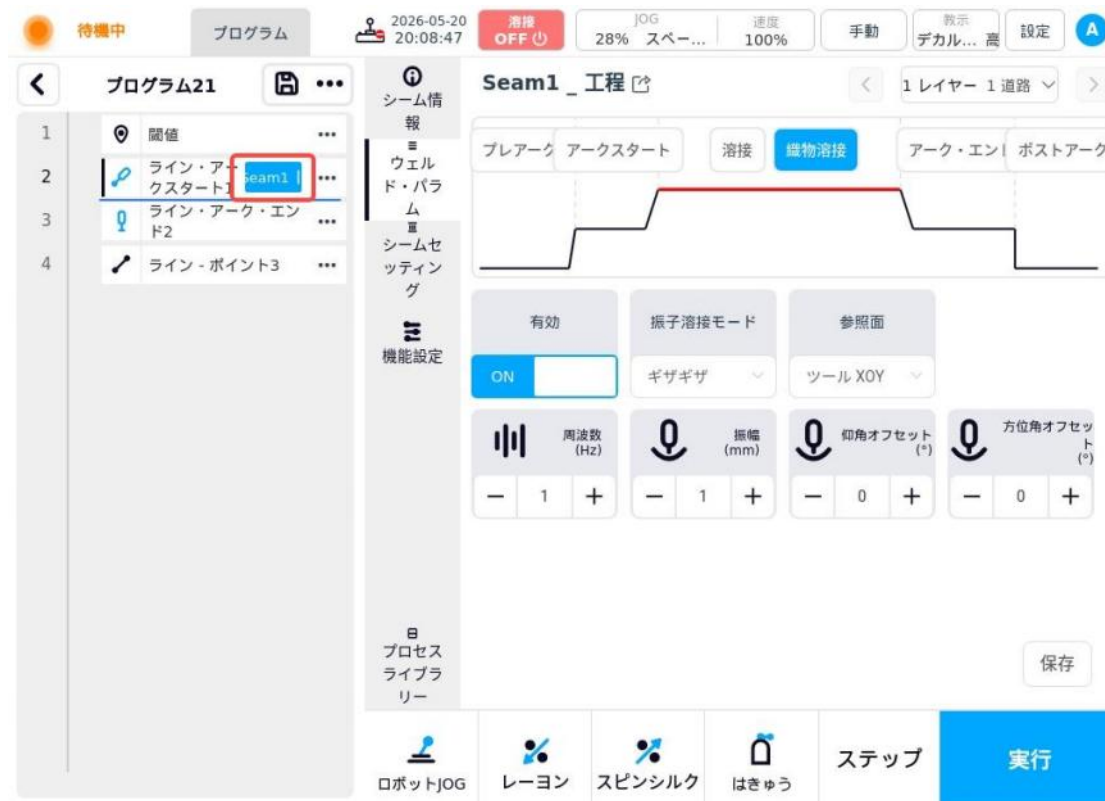 待機中
プログラム
2026-05-20
20:08:47
溶接
OFF
JOG
28% スペー...
速度
100%
手動
教示
デカル... 高
設定
A
プログラム21
1 閾値
2 ライン・アー
クスタート1
Seam1
3 ライン・アーク・エン
ド2
4 ライン - ポイント3
シーム情
報
ウェル
ド・パラ
ム
シームセ
ッティン
グ
機能設定
プロセス
ライブラ
リー
Seam1 _ 工程
1 レイヤー 1 道路
プレアーク
アークスタート
溶接
織物溶接
アーク・エン
ポストアーク
有効
ON
振子溶接モード
ギザギザ
参照面
ツール XOY
周波数
(Hz)
1
振幅
(mm)
1
仰角オフセット
(°)
0
方位角オフセッ
ト
(°)
0
保存
ロボットJOG
レーヨン
スピンシルク
はきゅう
ステップ
実行